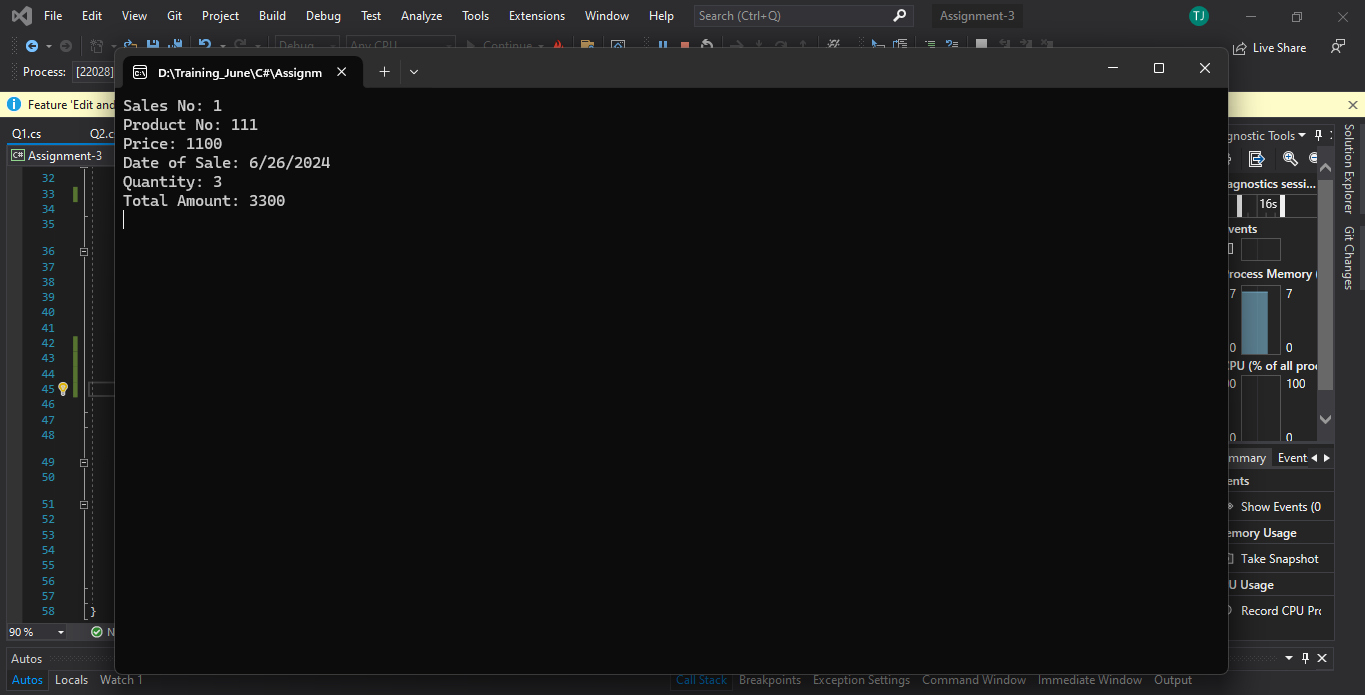 File Edit View Git Project Build Debug Test Analyze Tools Extensions Window Help Search (Ctrl+Q) Assignment-3 TJ
Debug Any CPU Continue Live Share
Process: [22028]
D:\Training_June\C#\Assignm
Feature 'Edit and
Q1.cs Q2.c
C# Assignment-3
Sales No: 1
Product No: 111
Price: 1100
Date of Sale: 6/26/2024
Quantity: 3
Total Amount: 3300
32
33
34
35
36
37
38
39
40
41
42
43
44
45
46
47
48
49
50
51
52
53
54
55
56
57
58 }
90 % N
gnostic Tools
agnostics sessi...
16s
vents
rocess Memory (
7 7
0 0
CPU (% of all proc
00 100
0 0
mmary Event
ents
Show Events (0
emory Usage
Take Snapshot
U Usage
Record CPU Pro
Solution Explorer
Git Changes
Autos
Autos Locals Watch 1
Call Stack Breakpoints Exception Settings Command Window Immediate Window Output